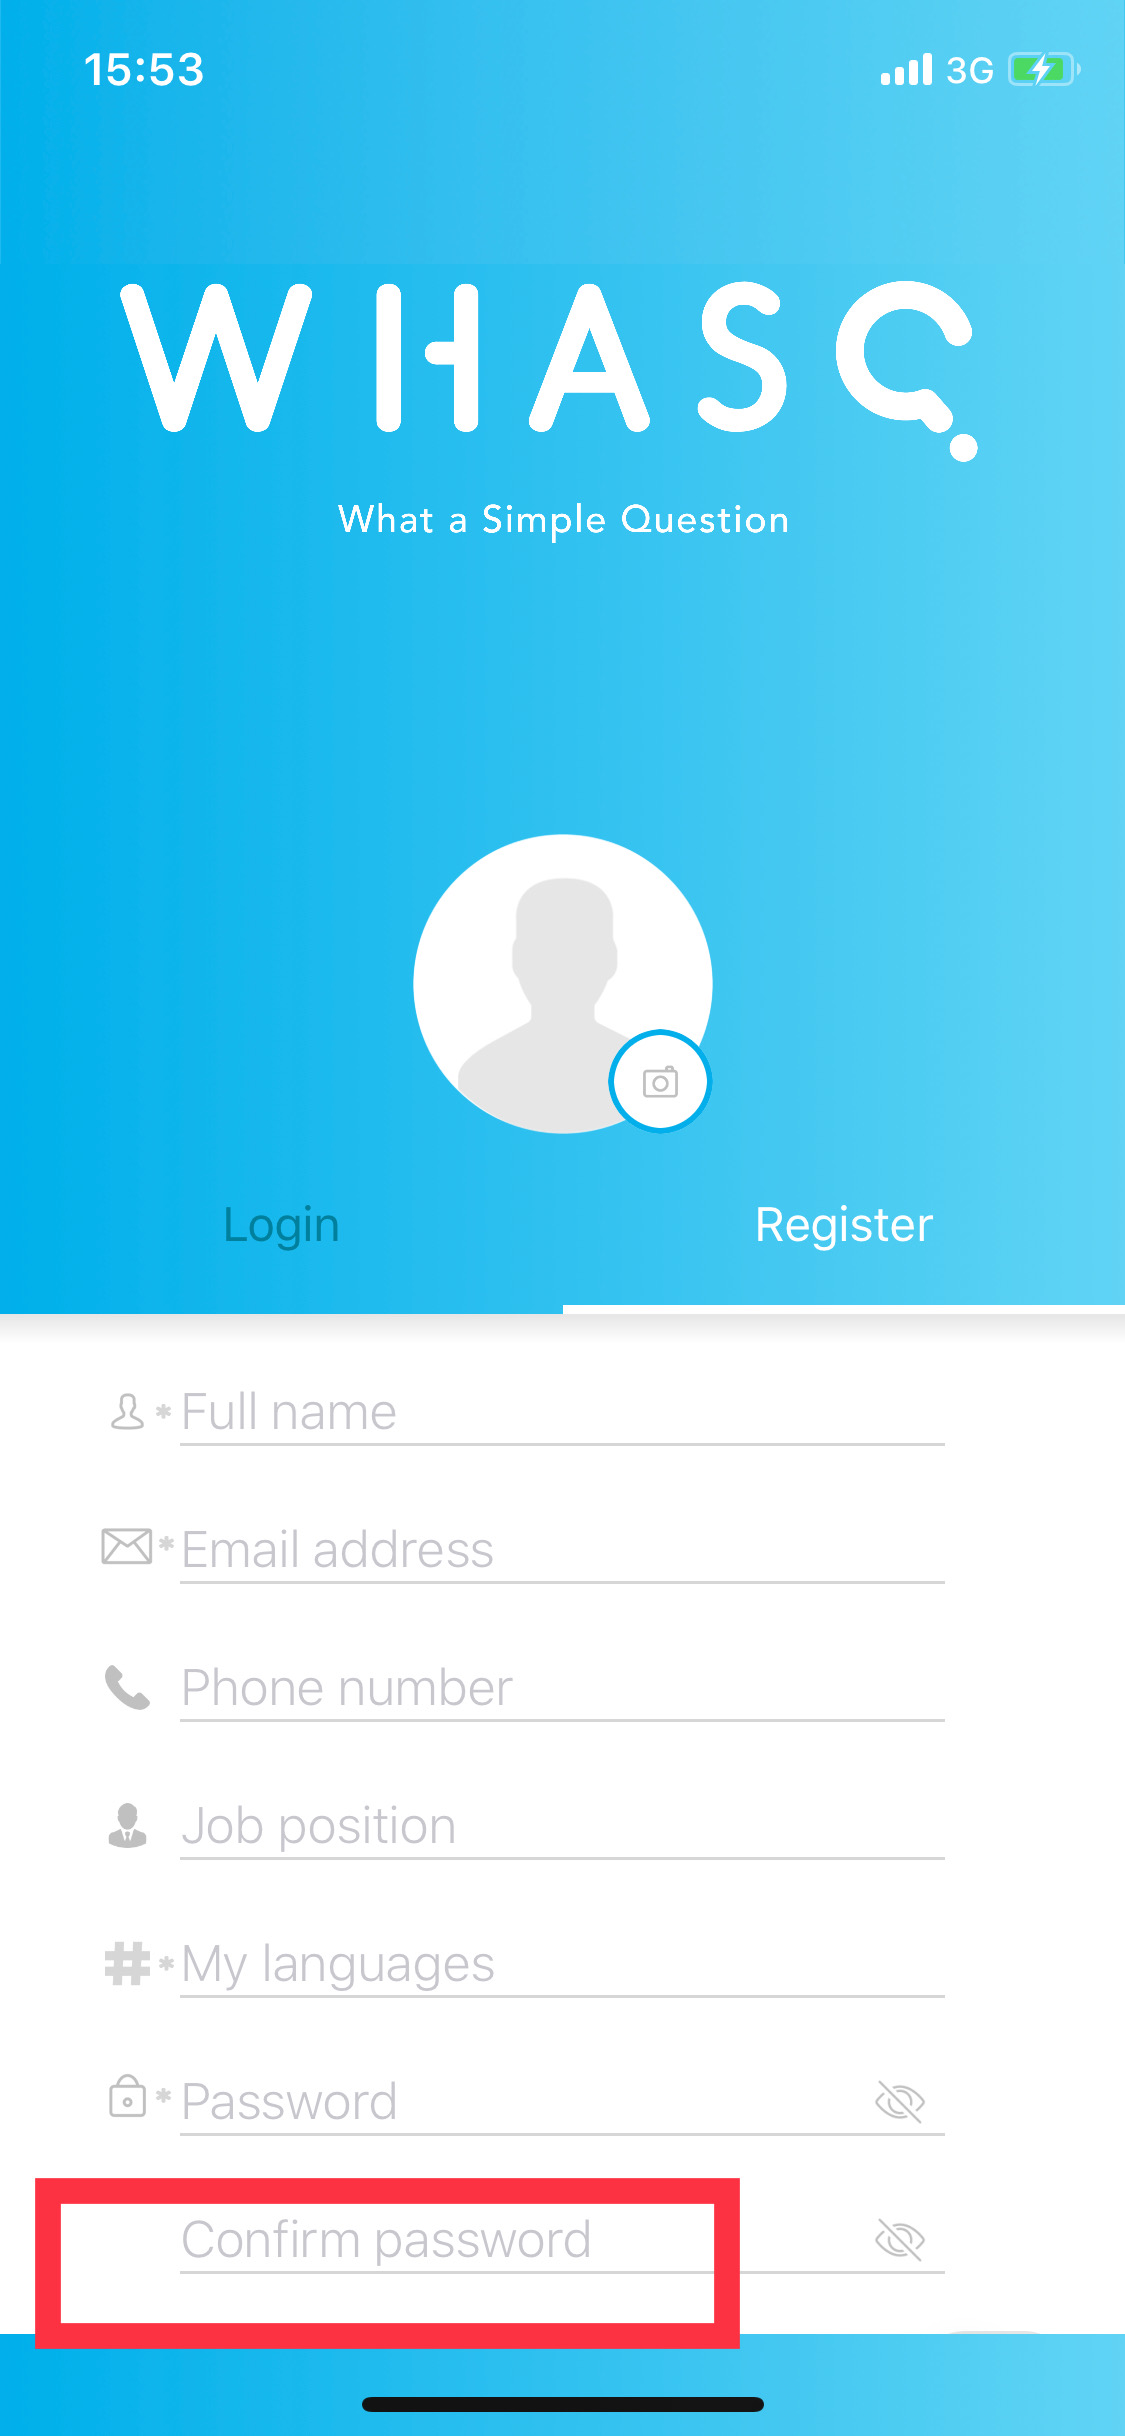 15:53 3G
WHASQ
What a Simple Question
Login Register
* Full name
* Email address
Phone number
Job position
# * My languages
* Password
Confirm password